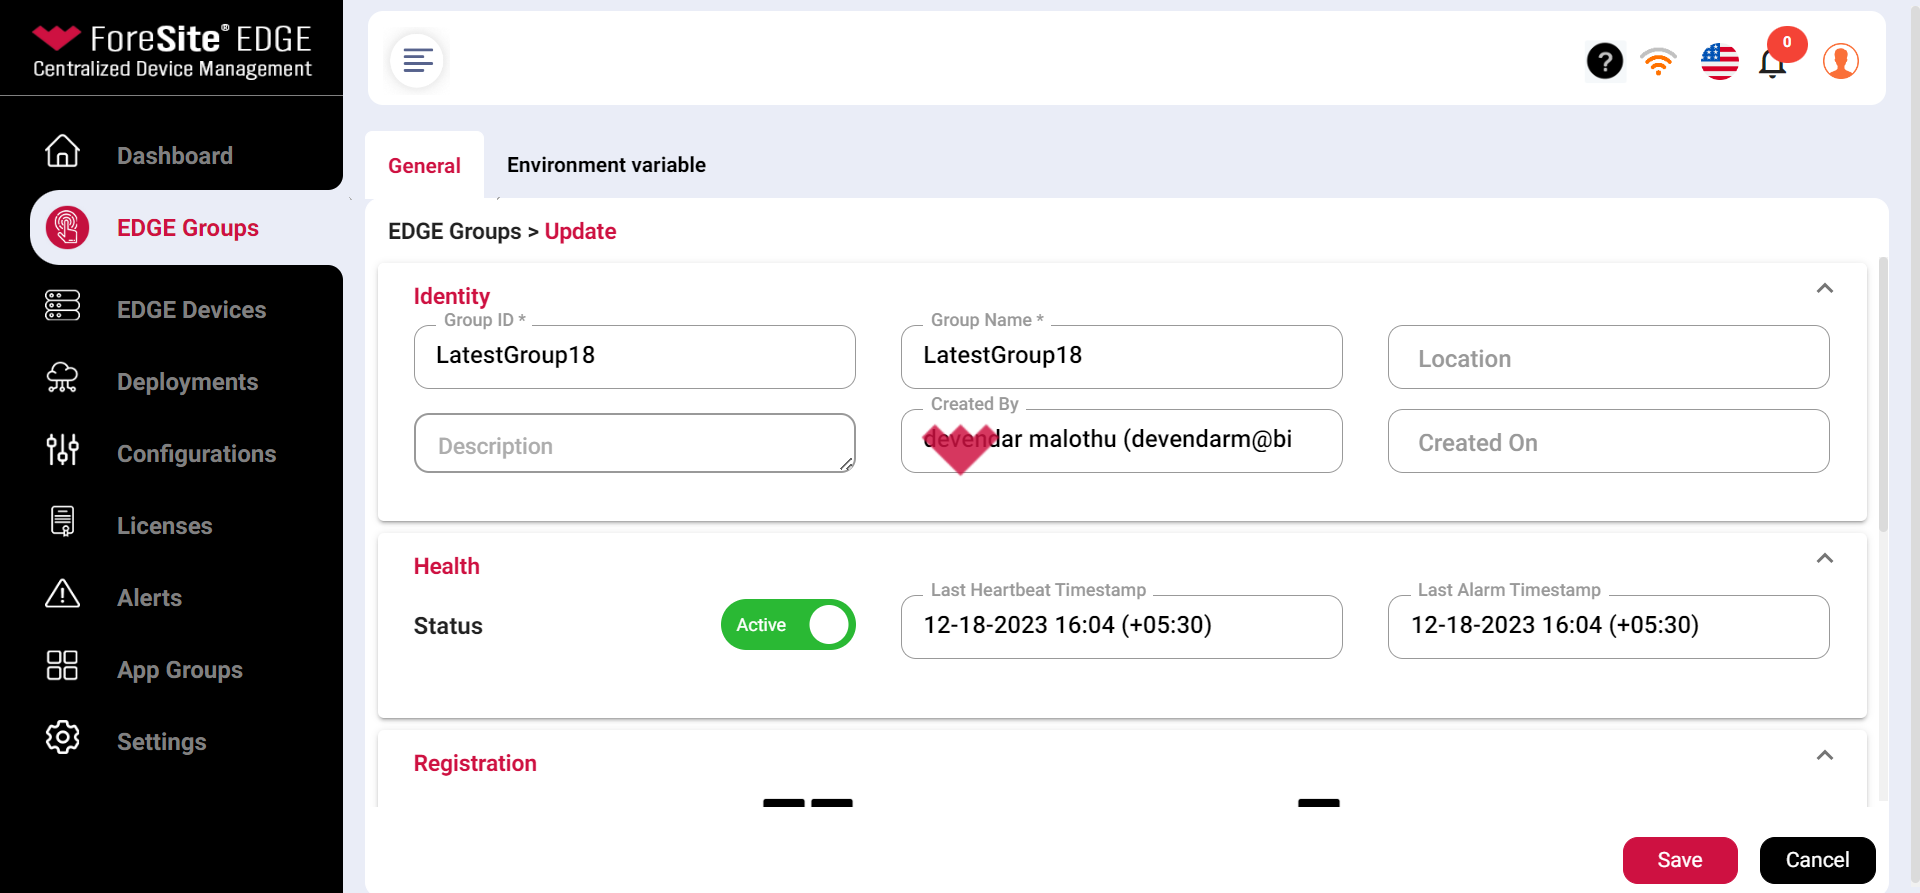 ForeSite® EDGE
Centralized Device Management
?
0
Dashboard
EDGE Groups
EDGE Devices
Deployments
Configurations
Licenses
Alerts
App Groups
Settings
General
Environment variable
EDGE Groups > Update
Identity
Group ID *
LatestGroup18
Group Name *
LatestGroup18
Location
Description
Created By
devendar malothu (devendarm@bi
Created On
Health
Status
Active
Last Heartbeat Timestamp
12-18-2023 16:04 (+05:30)
Last Alarm Timestamp
12-18-2023 16:04 (+05:30)
Registration
Save
Cancel